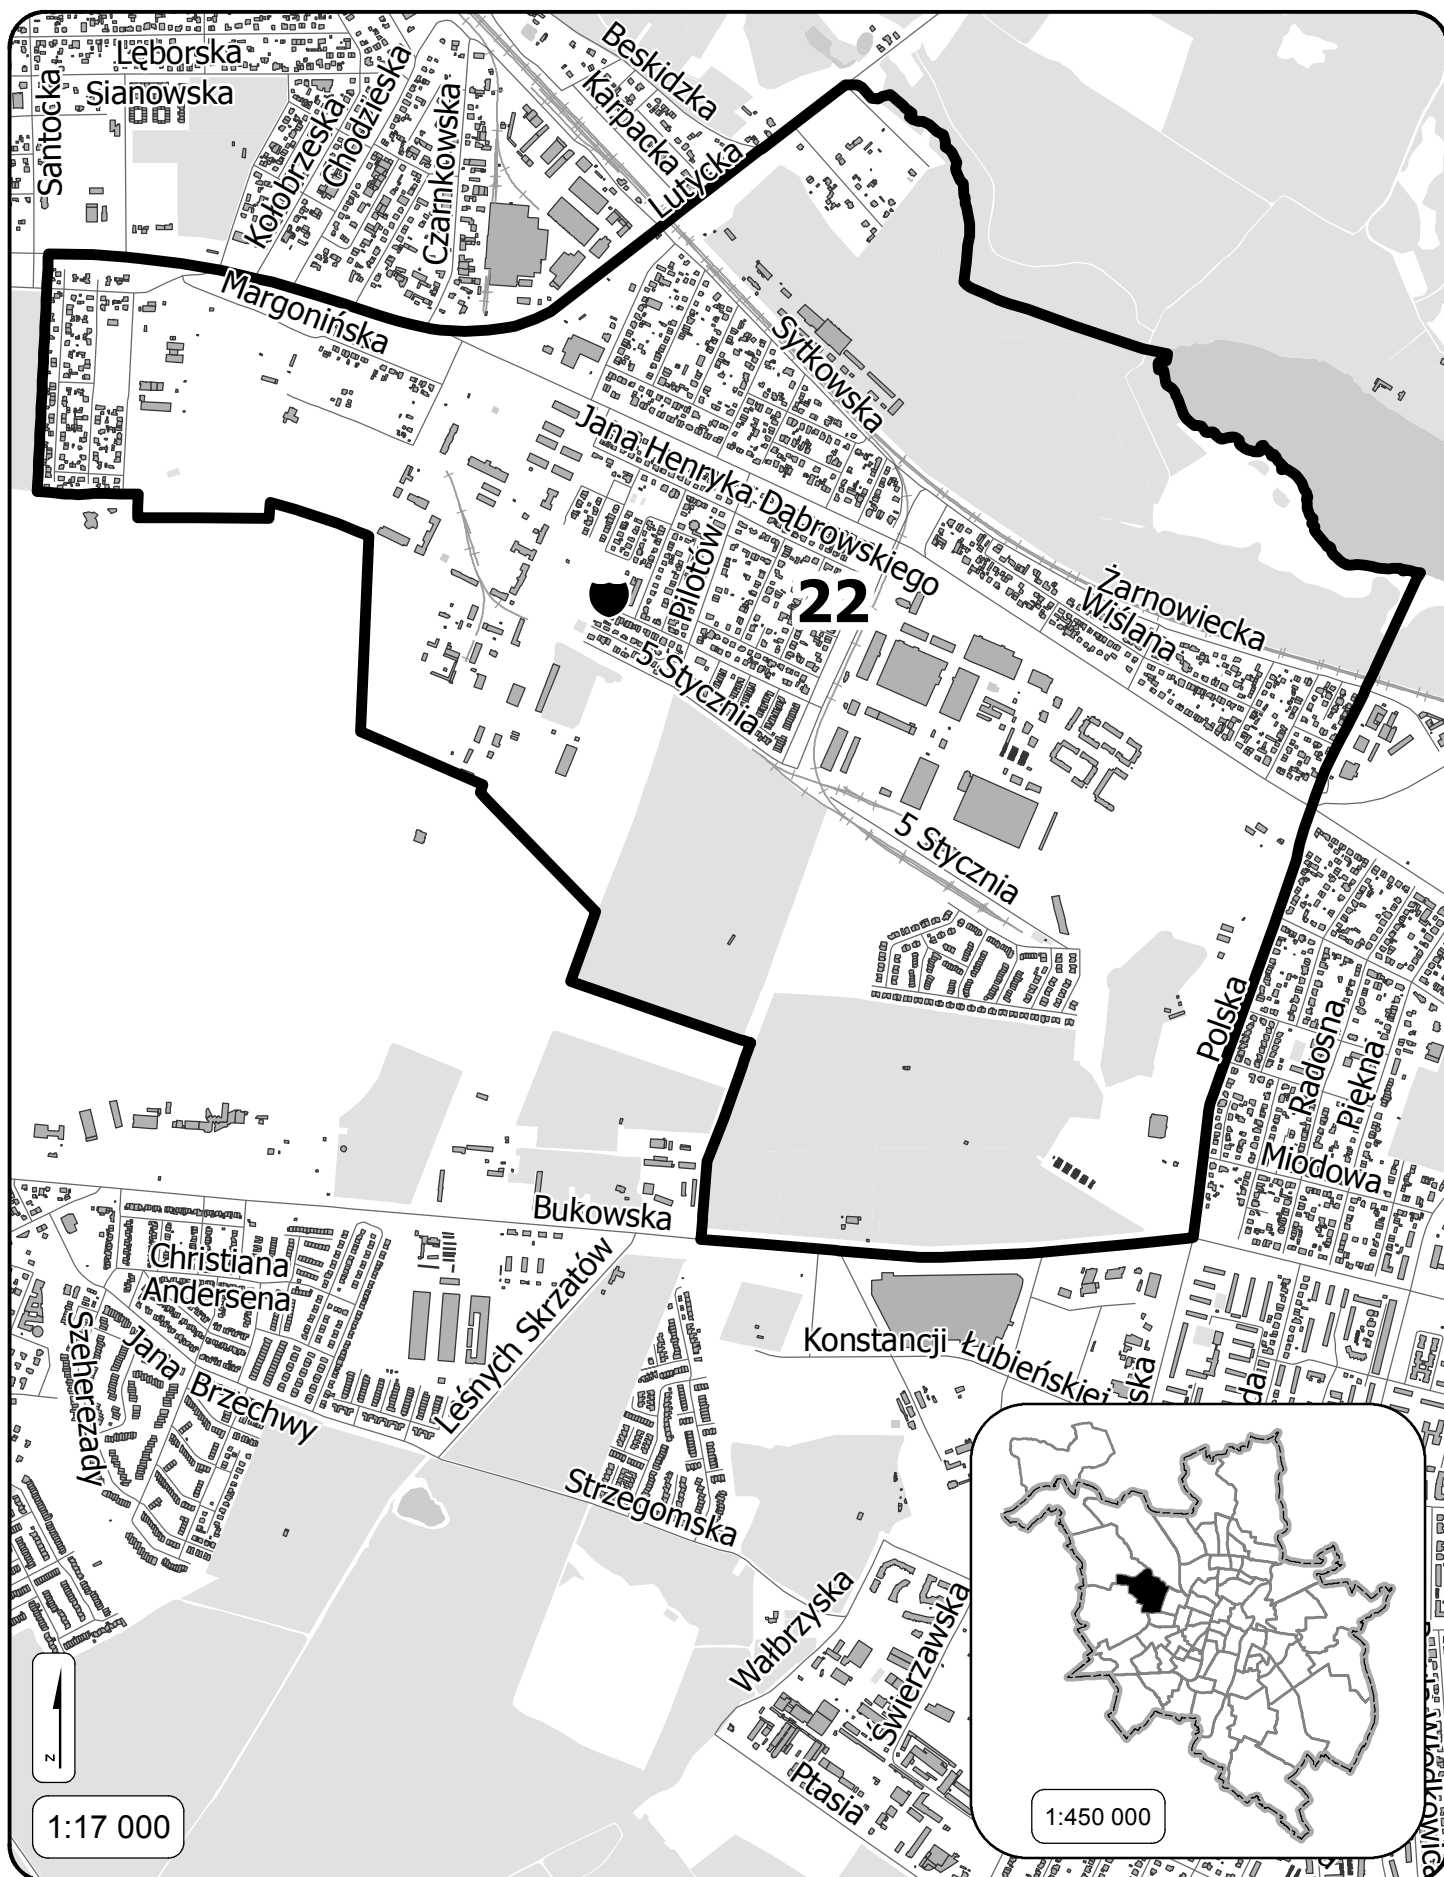 Lęborska
Sianowska
Santocka
Kołobrzeska
Chodzieska
Czarnkowska
Beskidzka
Karpacka
Lutycka
Margonińska
Sytkowska
Jana Henryka Dąbrowskiego
Pilotów
22
5 Stycznia
Żarnowiecka
Wiślana
5 Stycznia
Polska
Radosna
Piękna
Miodowa
Bukowska
Christiana
Andersena
Szeherezady
Jana
Brzechwy
Leśnych Skrzatów
Konstancji Łubieńskiej
ska
Strzegomska
Wałbrzyska
Świerzawska
Ptasia
z
1:17 000
1:450 000